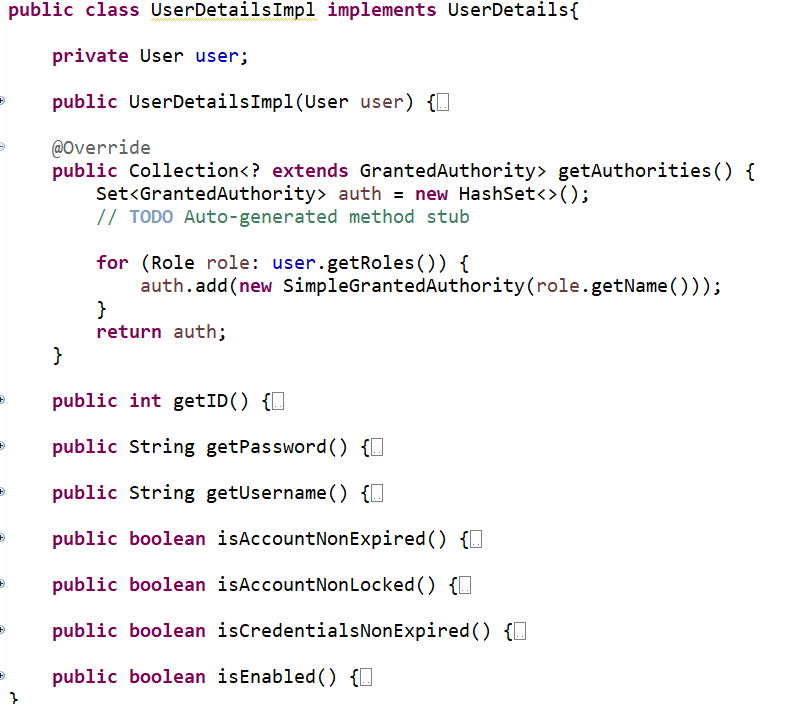 public class UserDetailsImpl implements UserDetails{
private User user;
public UserDetailsImpl(User user) {
@Override
public Collection<? extends GrantedAuthority> getAuthorities() {
Set<GrantedAuthority> auth = new HashSet<>();
// TODO Auto-generated method stub
for (Role role: user.getRoles()) {
auth.add(new SimpleGrantedAuthority(role.getName()));
}
return auth;
}
public int getID() {
public String getPassword() {
public String getUsername() {
public boolean isAccountNonExpired() {
public boolean isAccountNonLocked() {
public boolean isCredentialsNonExpired() {
public boolean isEnabled() {
}